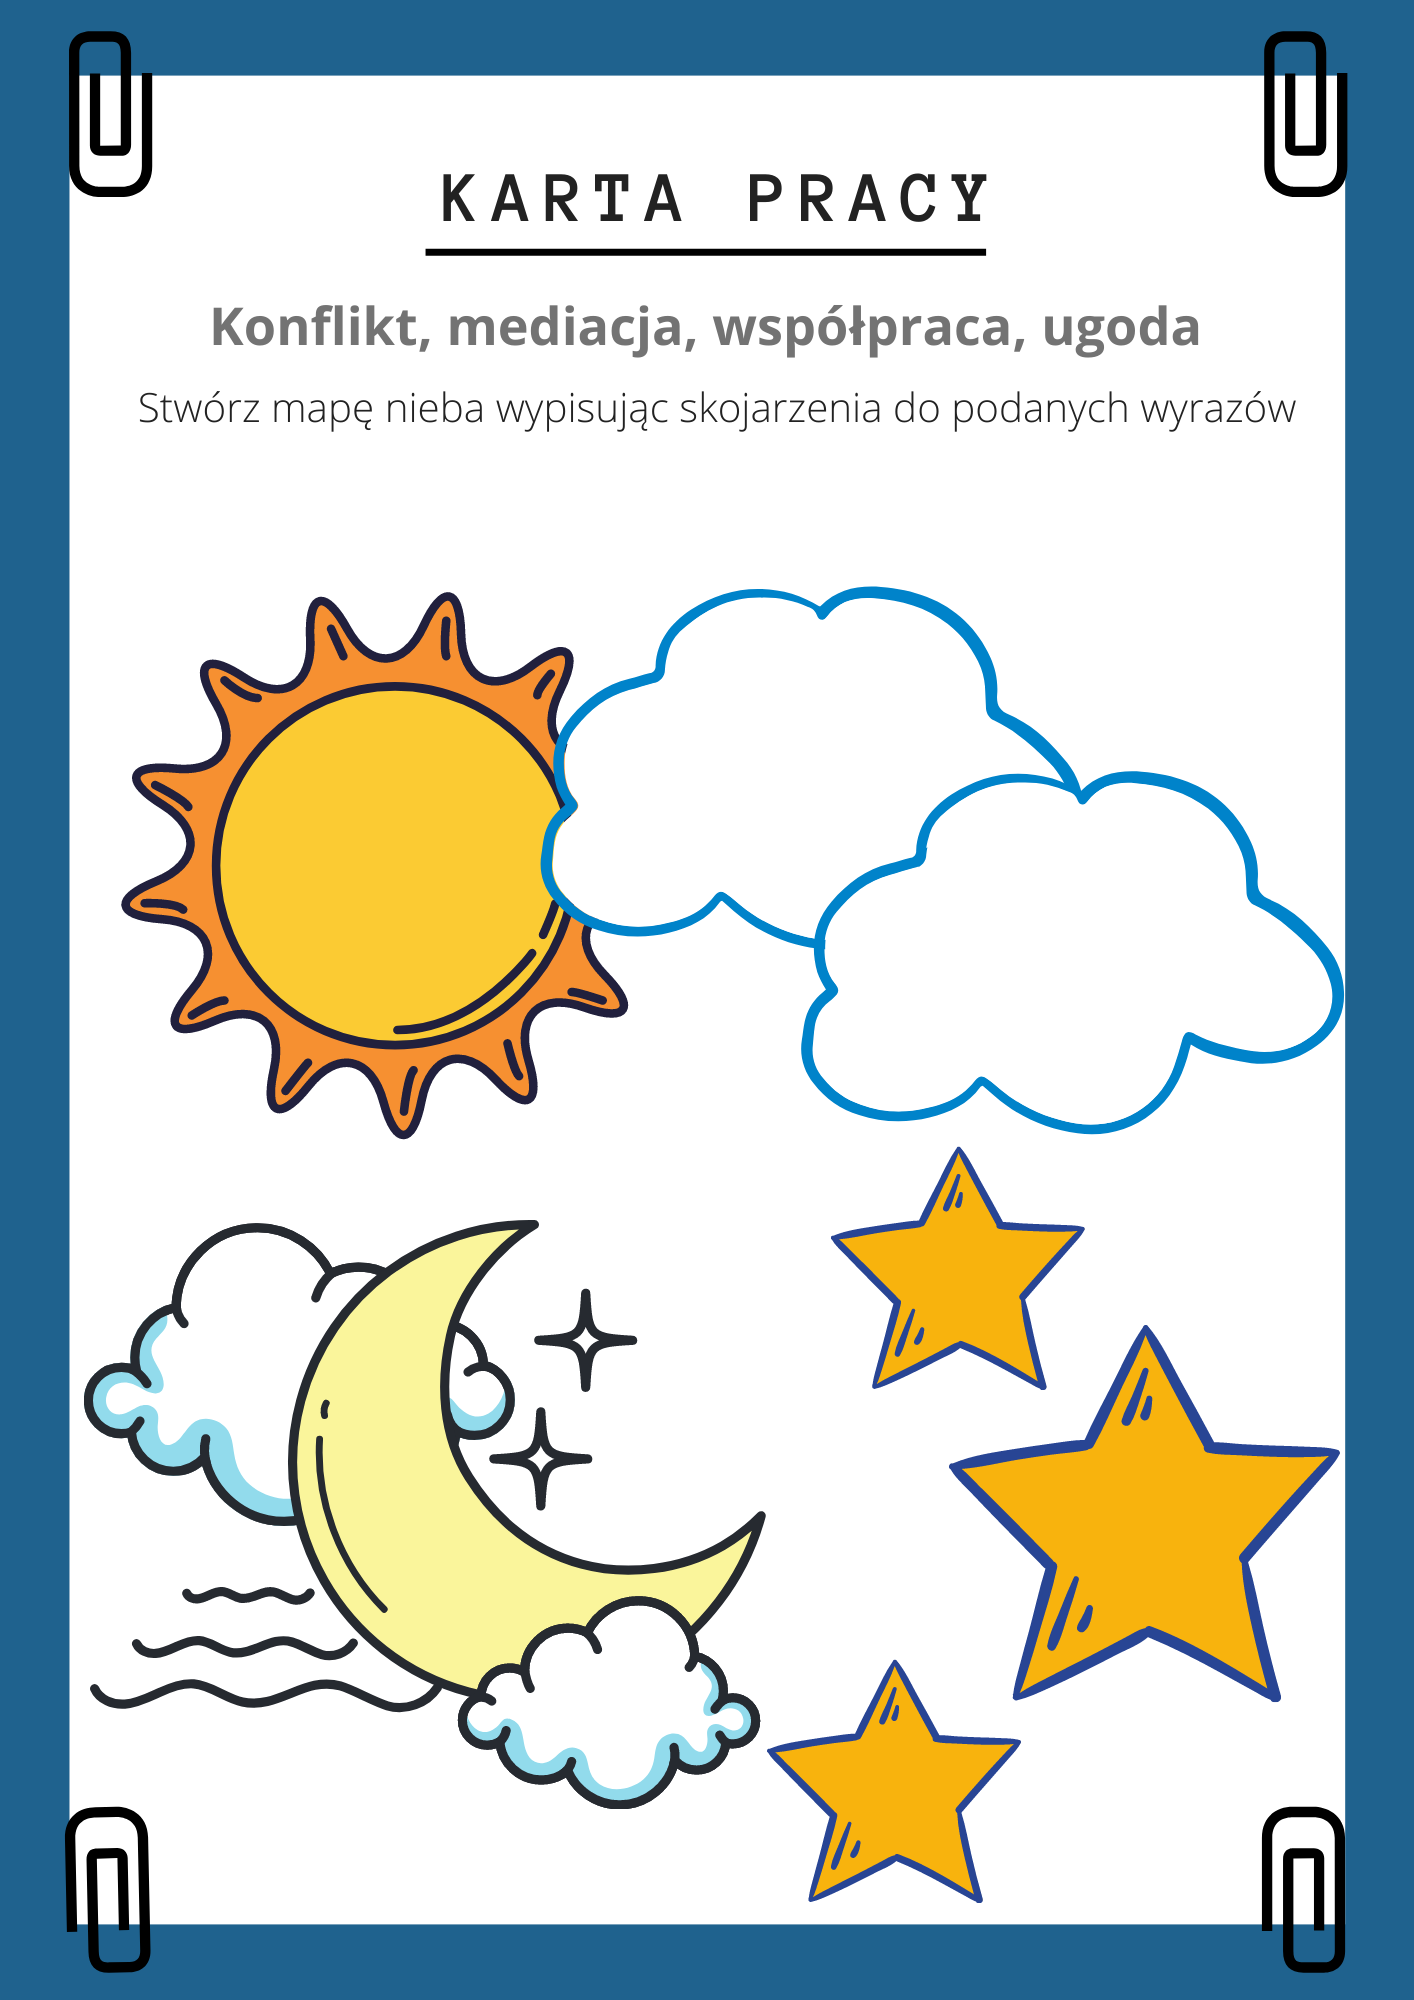 KARTA PRACY
Konflikt, mediacja, współpraca, ugoda
Stwórz mapę nieba wypisując skojarzenia do podanych wyrazów